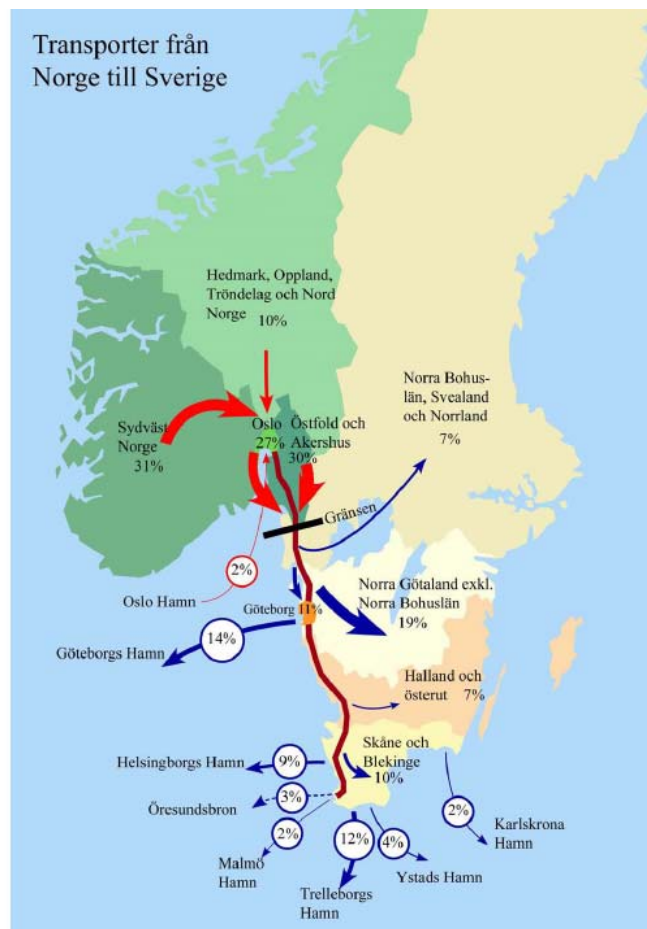 Transporter från
Norge till Sverige
Hedmark, Oppland,
Tröndelag och Nord
Norge 10%
Norra Bohus-
län, Svealand
och Norrland
7%
Sydväst
Norge
31%
Oslo
27%
Östfold och
Akershus
30%
Gränsen
2%
Oslo Hamn
Göteborg 11%
Norra Götaland exkl.
Norra Bohuslän
19%
14%
Göteborgs Hamn
Halland och
österut 7%
Skåne och
Blekinge
10%
Helsingborgs Hamn
9%
Öresundsbron
3%
2%
Malmö
Hamn
12%
Trelleborgs
Hamn
4%
Ystads Hamn
2%
Karlskrona
Hamn